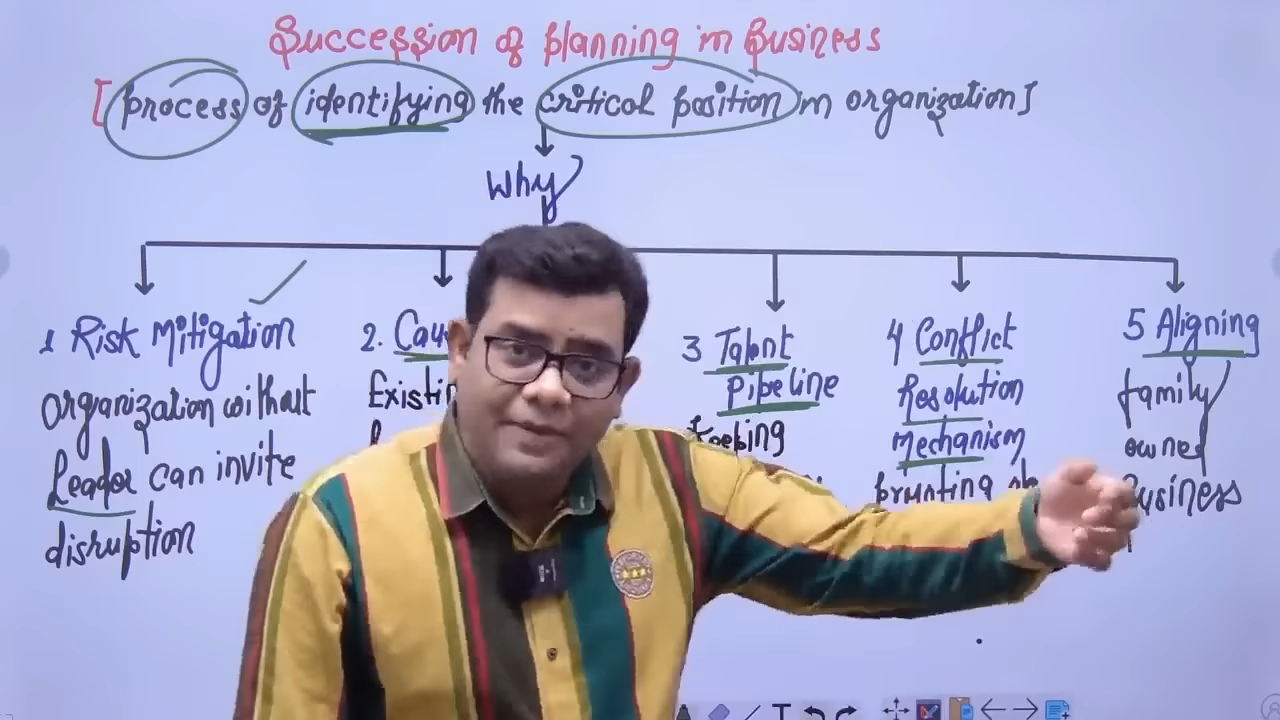 Succession of planning in Business
[process of identifying the critical position in organization]
Why
1 Risk Mitigation
organization without
Leader can invite
disruption
2.
3 Talent
Pipeline
Keeping
4 Conflict
Resolution
Mechanism
5 Aligning
family
owned
Business